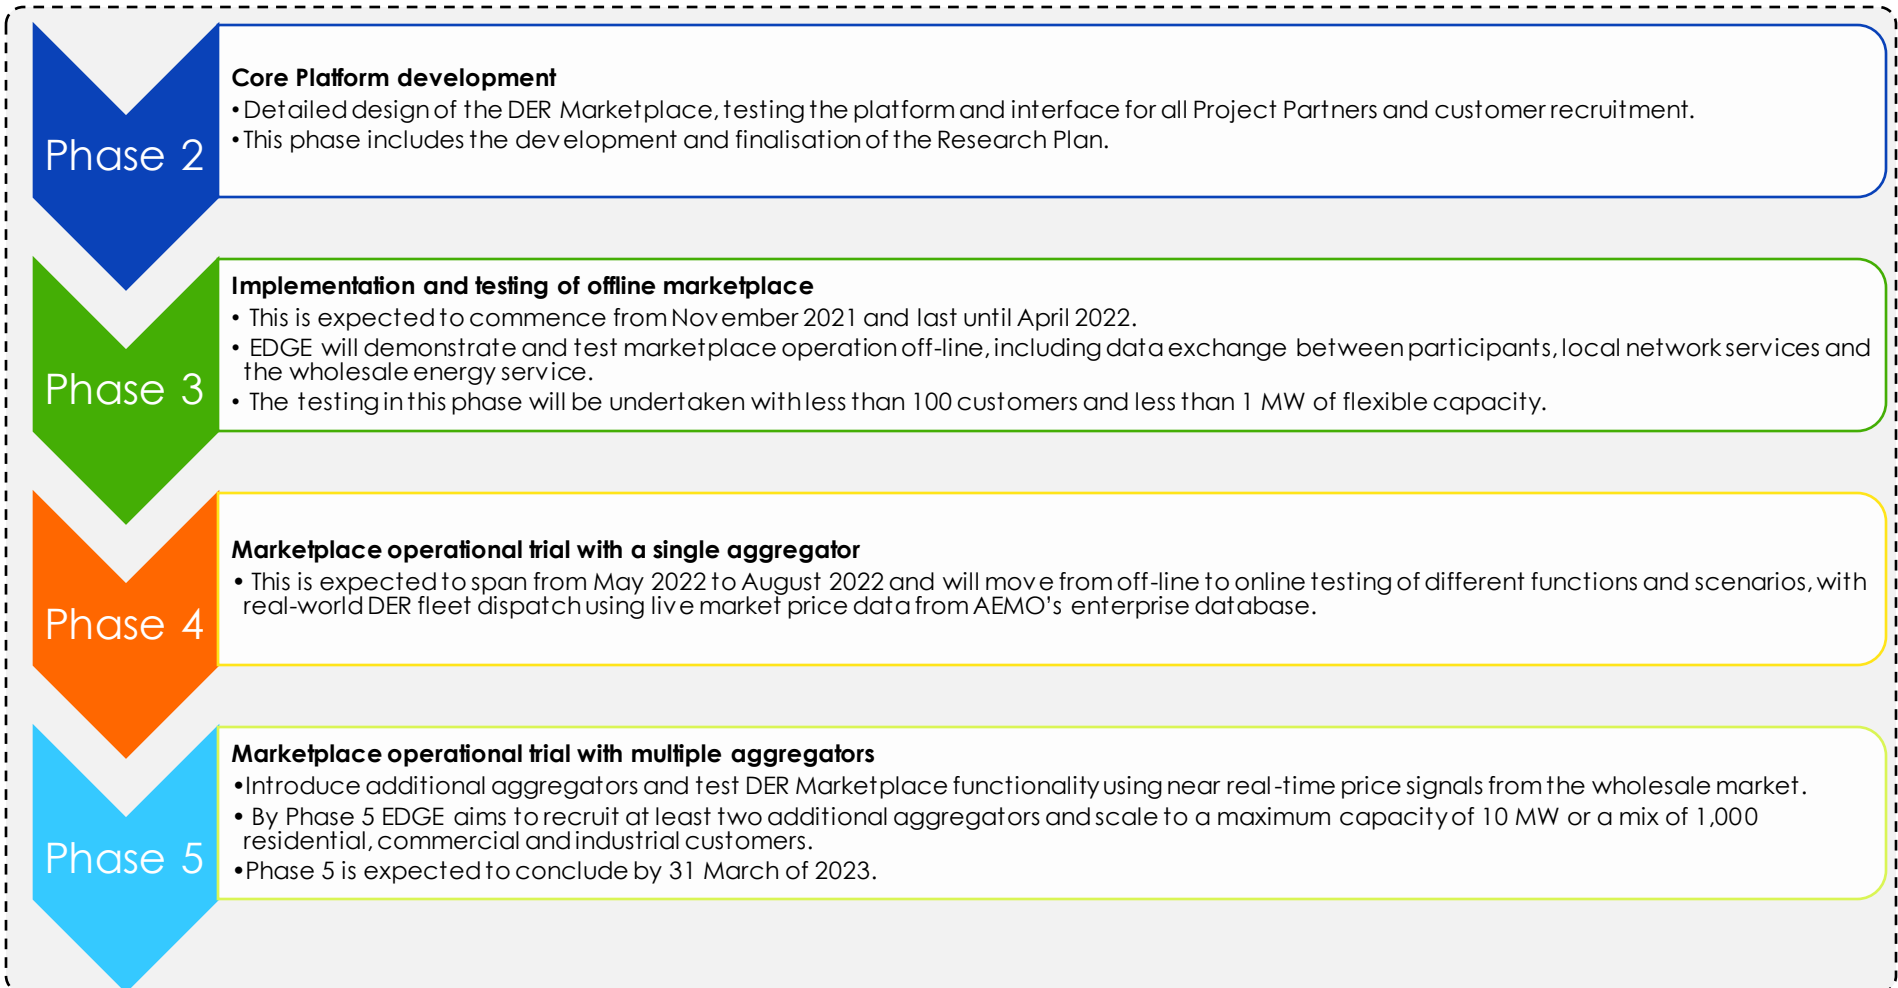 Phase 2
Core Platform development
• Detailed design of the DER Marketplace, testing the platform and interface for all Project Partners and customer recruitment.
• This phase includes the development and finalisation of the Research Plan.
Phase 3
Implementation and testing of offline marketplace
• This is expected to commence from November 2021 and last until April 2022.
• EDGE will demonstrate and test marketplace operation off-line, including data exchange between participants, local network services and
the wholesale energy service.
• The testing in this phase will be undertaken with less than 100 customers and less than 1 MW of flexible capacity.
Phase 4
Marketplace operational trial with a single aggregator
• This is expected to span from May 2022 to August 2022 and will move from off-line to online testing of different functions and scenarios, with
real-world DER fleet dispatch using live market price data from AEMO's enterprise database.
Phase 5
Marketplace operational trial with multiple aggregators
•Introduce additional aggregators and test DER Marketplace functionality using near real-time price signals from the wholesale market.
• By Phase 5 EDGE aims to recruit at least two additional aggregators and scale to a maximum capacity of 10 MW or a mix of 1,000
residential, commercial and industrial customers.
•Phase 5 is expected to conclude by 31 March of 2023.